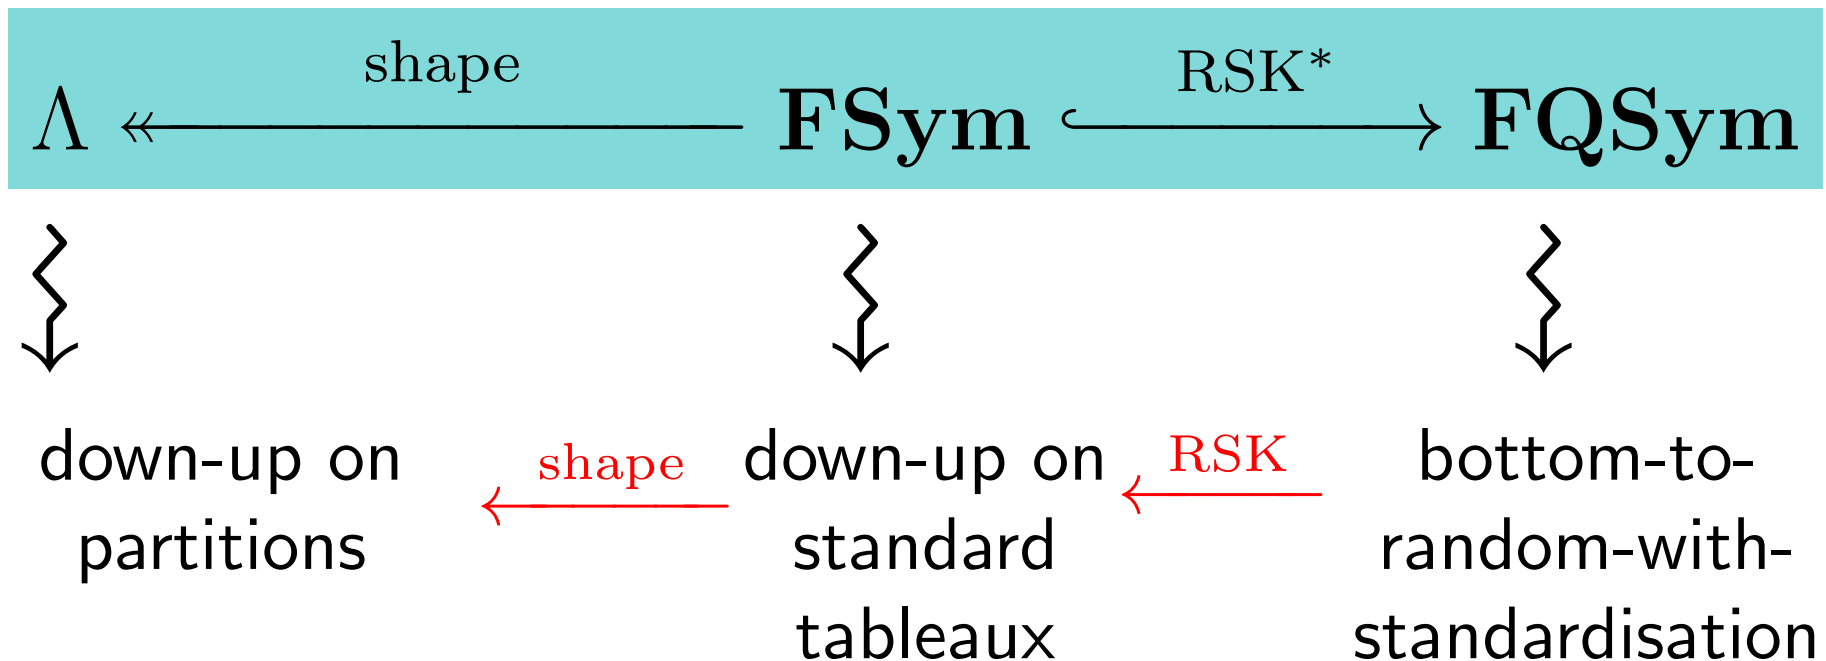 shape RSK*
Λ FSym FQSym
down-up on shape down-up on RSK bottom-to-
partitions standard random-with-
tableaux standardisation